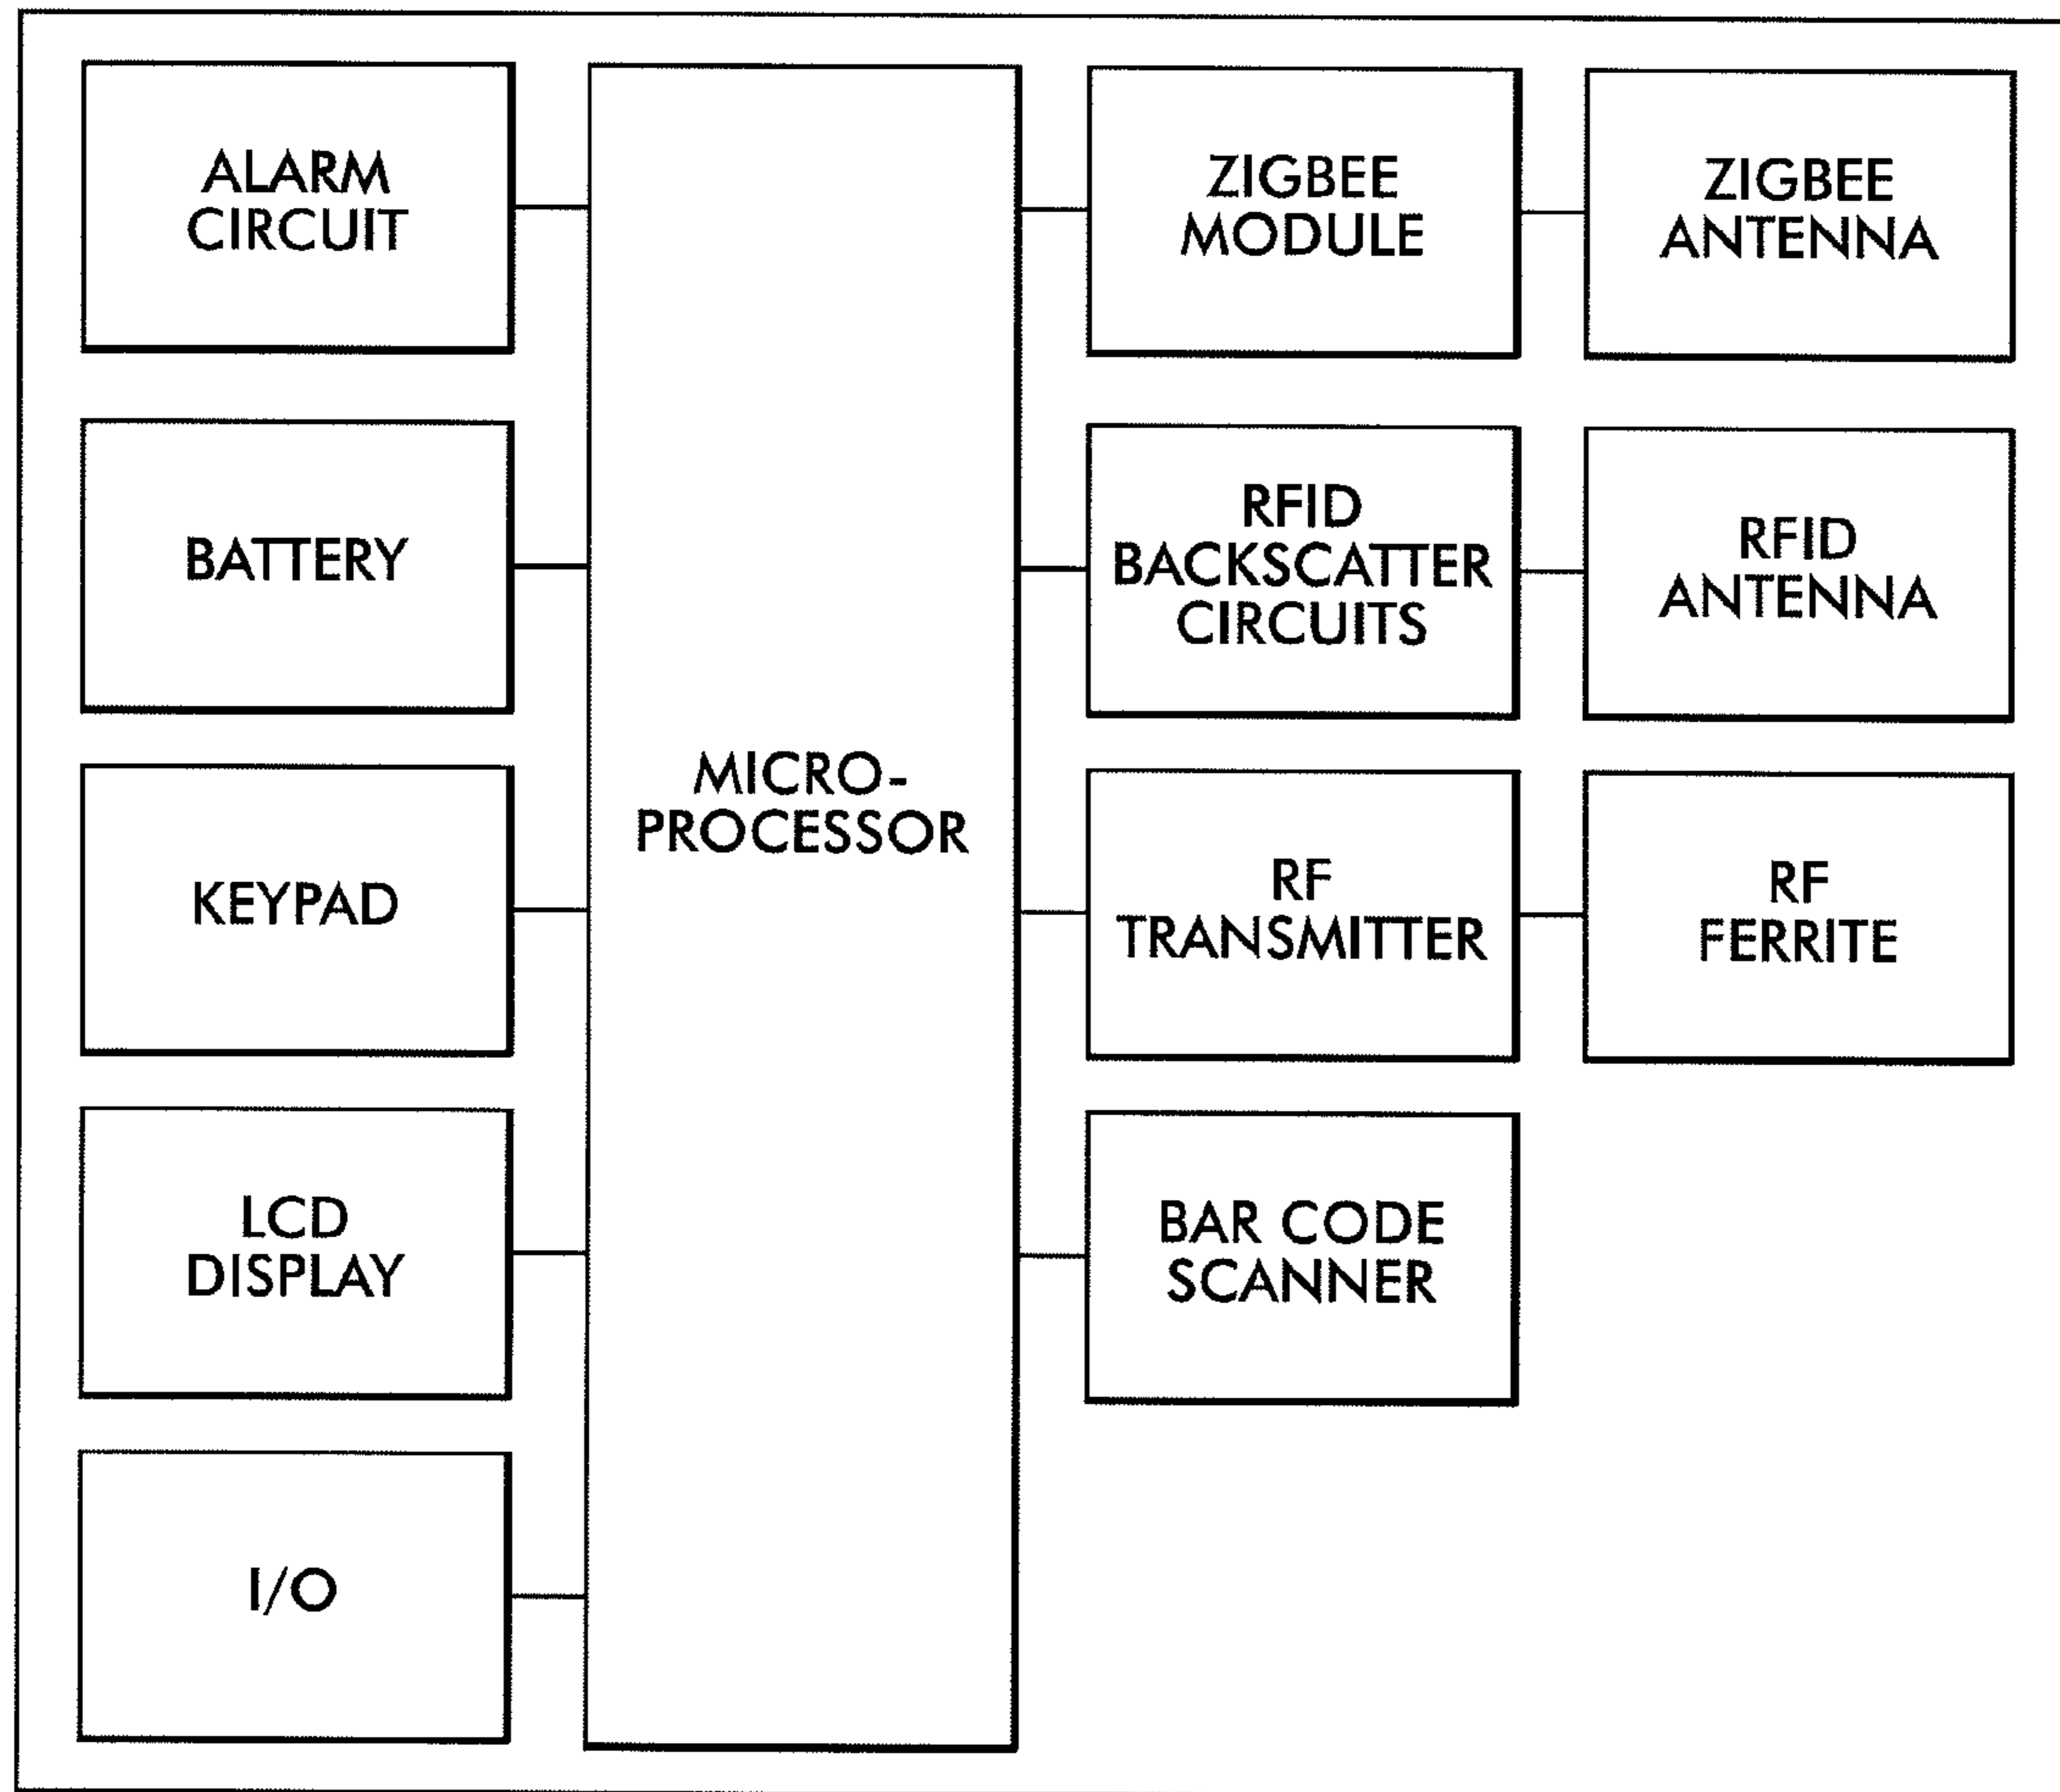 ALARM
CIRCUIT
BATTERY
KEYPAD
LCD
DISPLAY
I/O
MICRO-
PROCESSOR
ZIGBEE
MODULE
RFID
BACKSCATTER
CIRCUITS
RF
TRANSMITTER
BAR CODE
SCANNER
ZIGBEE
ANTENNA
RFID
ANTENNA
RF
FERRITE